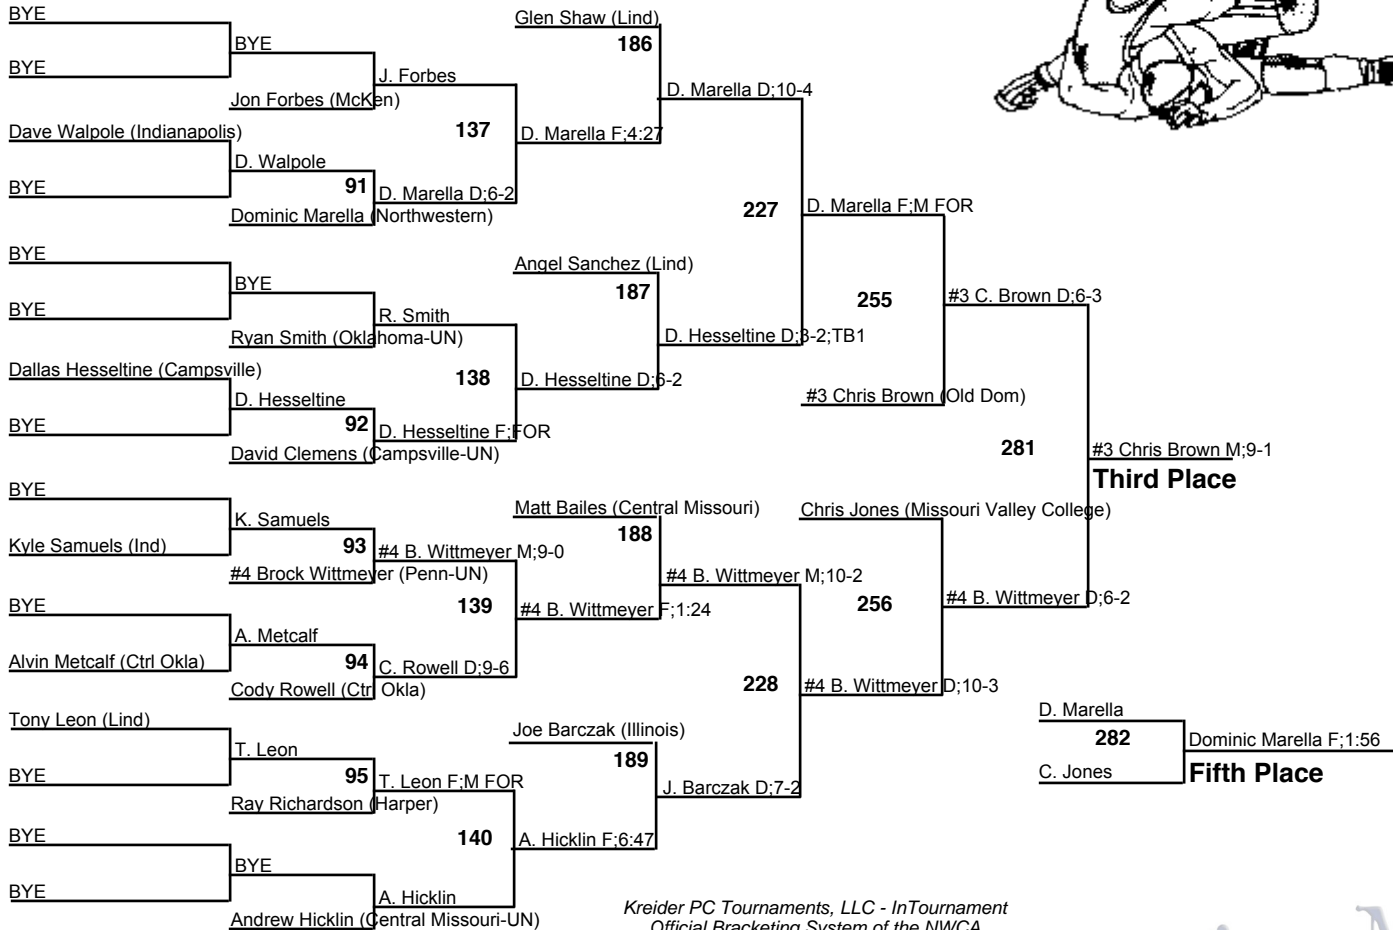 BYE
Glen Shaw (Lind)
186
BYE
BYE
J. Forbes
Jon Forbes (McKen)
D. Marella D;10-4
Dave Walpole (Indianapolis)
137
D. Marella F;4:27
D. Walpole
BYE
91
D. Marella D;6-2
Dominic Marella (Northwestern)
227
D. Marella F;M FOR
BYE
Angel Sanchez (Lind)
BYE
187
255
#3 C. Brown D;6-3
BYE
R. Smith
Ryan Smith (Oklahoma-UN)
D. Hesseltine D;3-2;TB1
Dallas Hesseltine (Campsville)
138
D. Hesseltine D;6-2
D. Hesseltine
#3 Chris Brown (Old Dom)
BYE
92
D. Hesseltine F;FOR
David Clemens (Campsville-UN)
281
#3 Chris Brown M;9-1
Third Place
BYE
Matt Bailes (Central Missouri)
Chris Jones (Missouri Valley College)
K. Samuels
188
Kyle Samuels (Ind)
93
#4 B. Wittmeyer M;9-0
#4 Brock Wittmeyer (Penn-UN)
#4 B. Wittmeyer M;10-2
BYE
139
#4 B. Wittmeyer F;1:24
256
#4 B. Wittmeyer D;6-2
A. Metcalf
Alvin Metcalf (Ctrl Okla)
94
C. Rowell D;9-6
Cody Rowell (Ctrl Okla)
228
#4 B. Wittmeyer D;10-3
Tony Leon (Lind)
Joe Barczak (Illinois)
D. Marella
282
Dominic Marella F;1:56
T. Leon
189
BYE
95
T. Leon F;M FOR
C. Jones
Fifth Place
Ray Richardson (Harper)
J. Barczak D;7-2
BYE
140
A. Hicklin F;6:47
BYE
BYE
A. Hicklin
Andrew Hicklin (Central Missouri-UN)
Kreider PC Tournaments, LLC - InTournament
Official Bracketing System of the NWCA